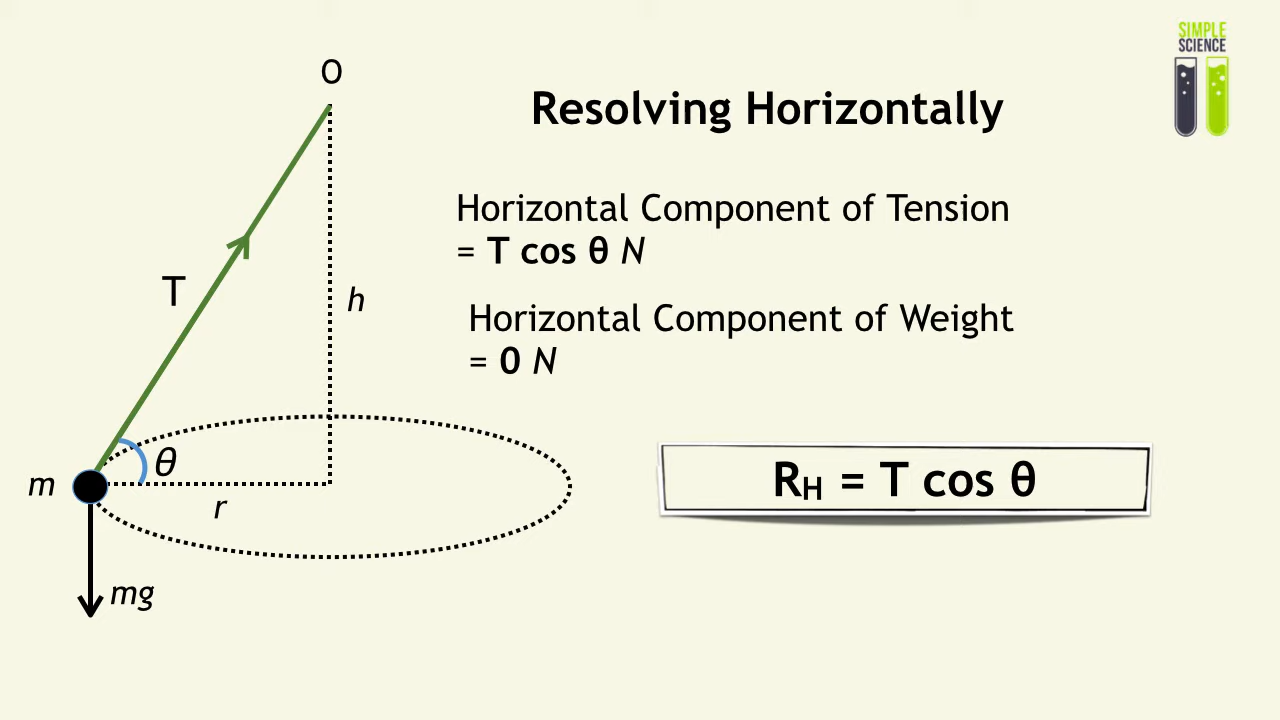 SIMPLE
SCIENCE
O
Resolving Horizontally
Horizontal Component of Tension
= T cos θ N
T
h
Horizontal Component of Weight
= 0 N
θ
m
r
R_H = T cos θ
mg